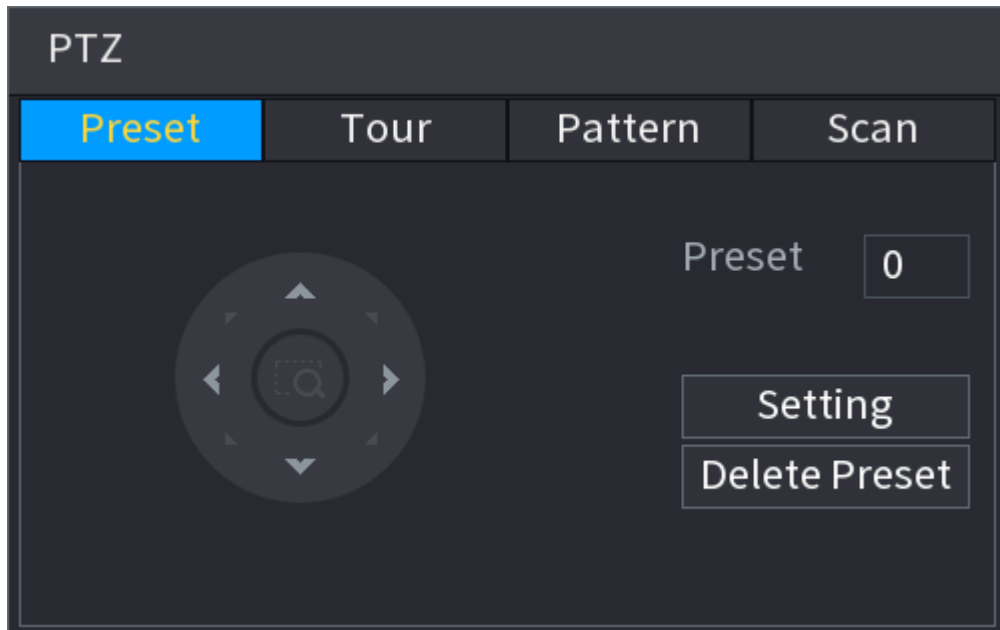 PTZ
Preset Tour Pattern Scan
Preset 0
Setting
Delete Preset